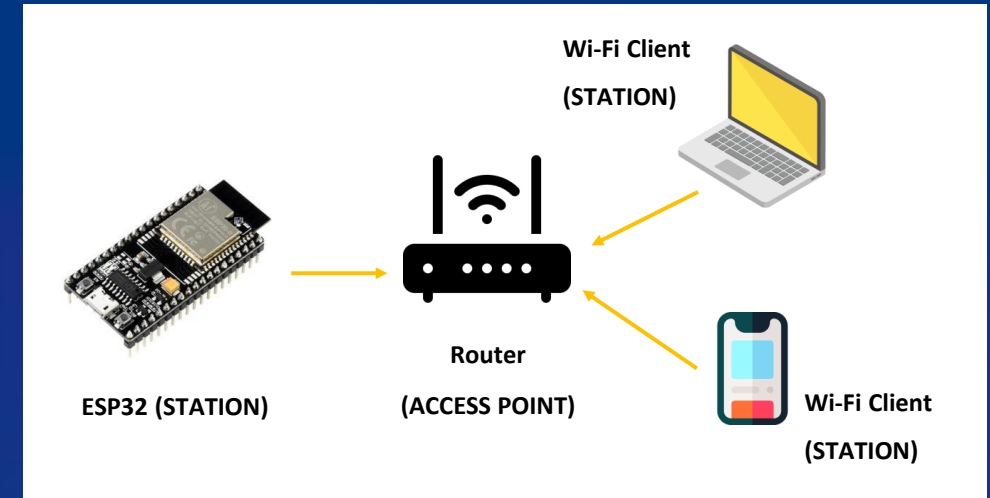 Wi-Fi Client
(STATION)
Router
(ACCESS POINT)
ESP32 (STATION)
Wi-Fi Client
(STATION)